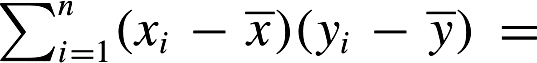 ∑ⁿᵢ₌₁(xᵢ − x̅)(yᵢ − y̅) =